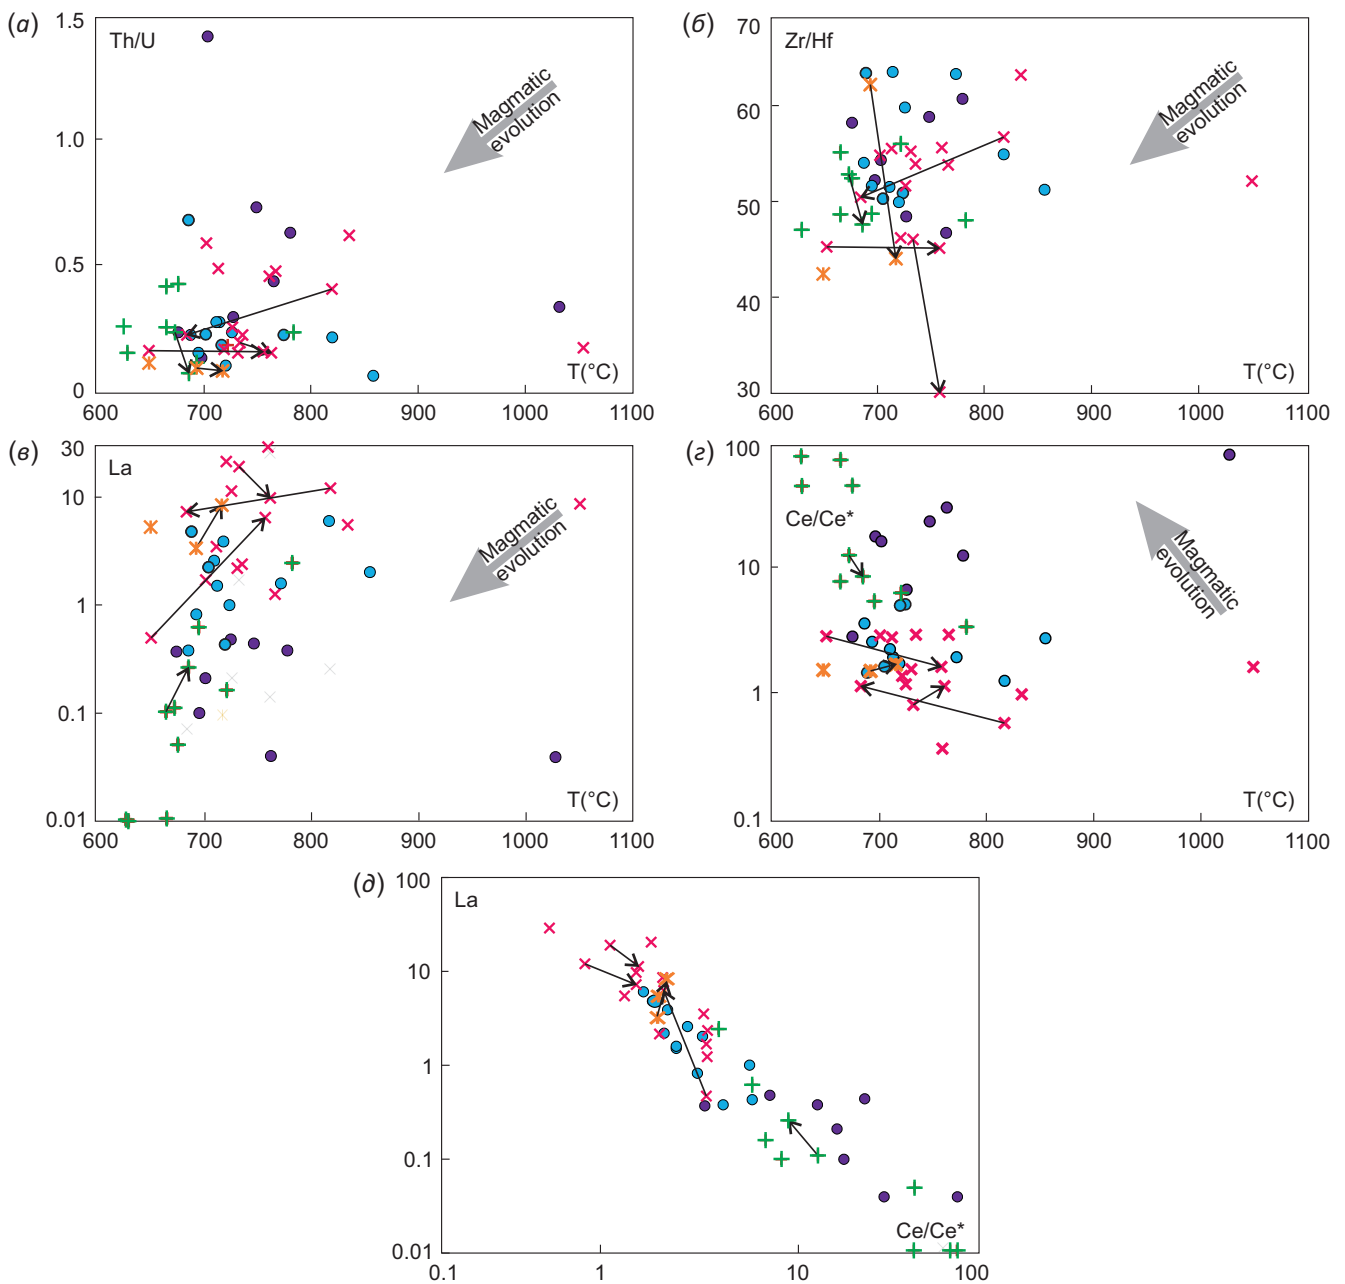 (а)
1.5
Th/U
1.0
0.5
0
Magmatic
evolution
T(°C)
600 700 800 900 1000 1100
(б)
70
Zr/Hf
60
50
40
30
Magmatic
evolution
T(°C)
600 700 800 900 1000 1100
(в)
30
La
10
1
0.1
0.01
Magmatic
evolution
T(°C)
600 700 800 900 1000 1100
(г)
100
Ce/Ce*
10
1
0.1
Magmatic
evolution
T(°C)
600 700 800 900 1000 1100
(д)
100
La
10
1
0.1
0.01
Ce/Ce*
0.1 1 10 100